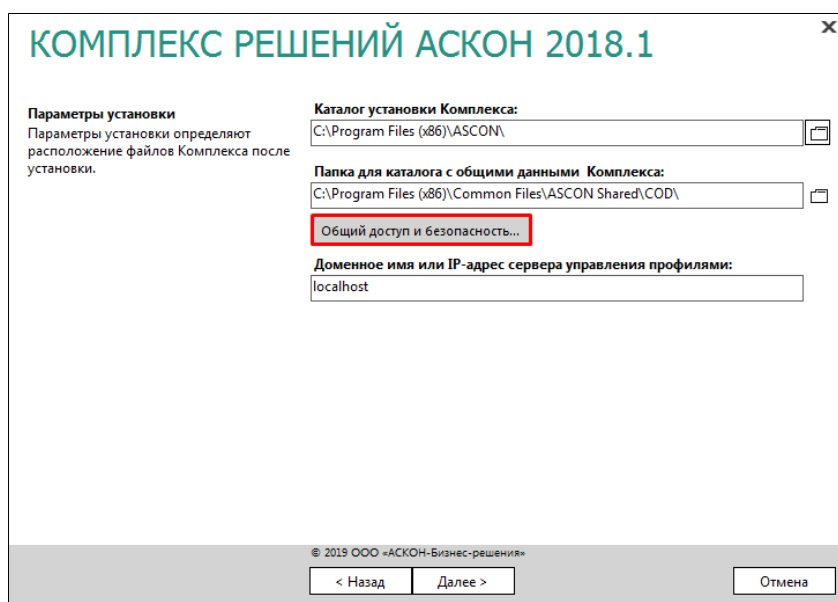 КОМПЛЕКС РЕШЕНИЙ АСКОН 2018.1
x
Параметры установки
Параметры установки определяют
расположение файлов Комплекса после
установки.
Каталог установки Комплекса:
C:\Program Files (x86)\ASCON\
Папка для каталога с общими данными Комплекса:
C:\Program Files (x86)\Common Files\ASCON Shared\COD\
Общий доступ и безопасность...
Доменное имя или IP-адрес сервера управления профилями:
localhost
© 2019 ООО «АСКОН-Бизнес-решения»
< Назад
Далее >
Отмена